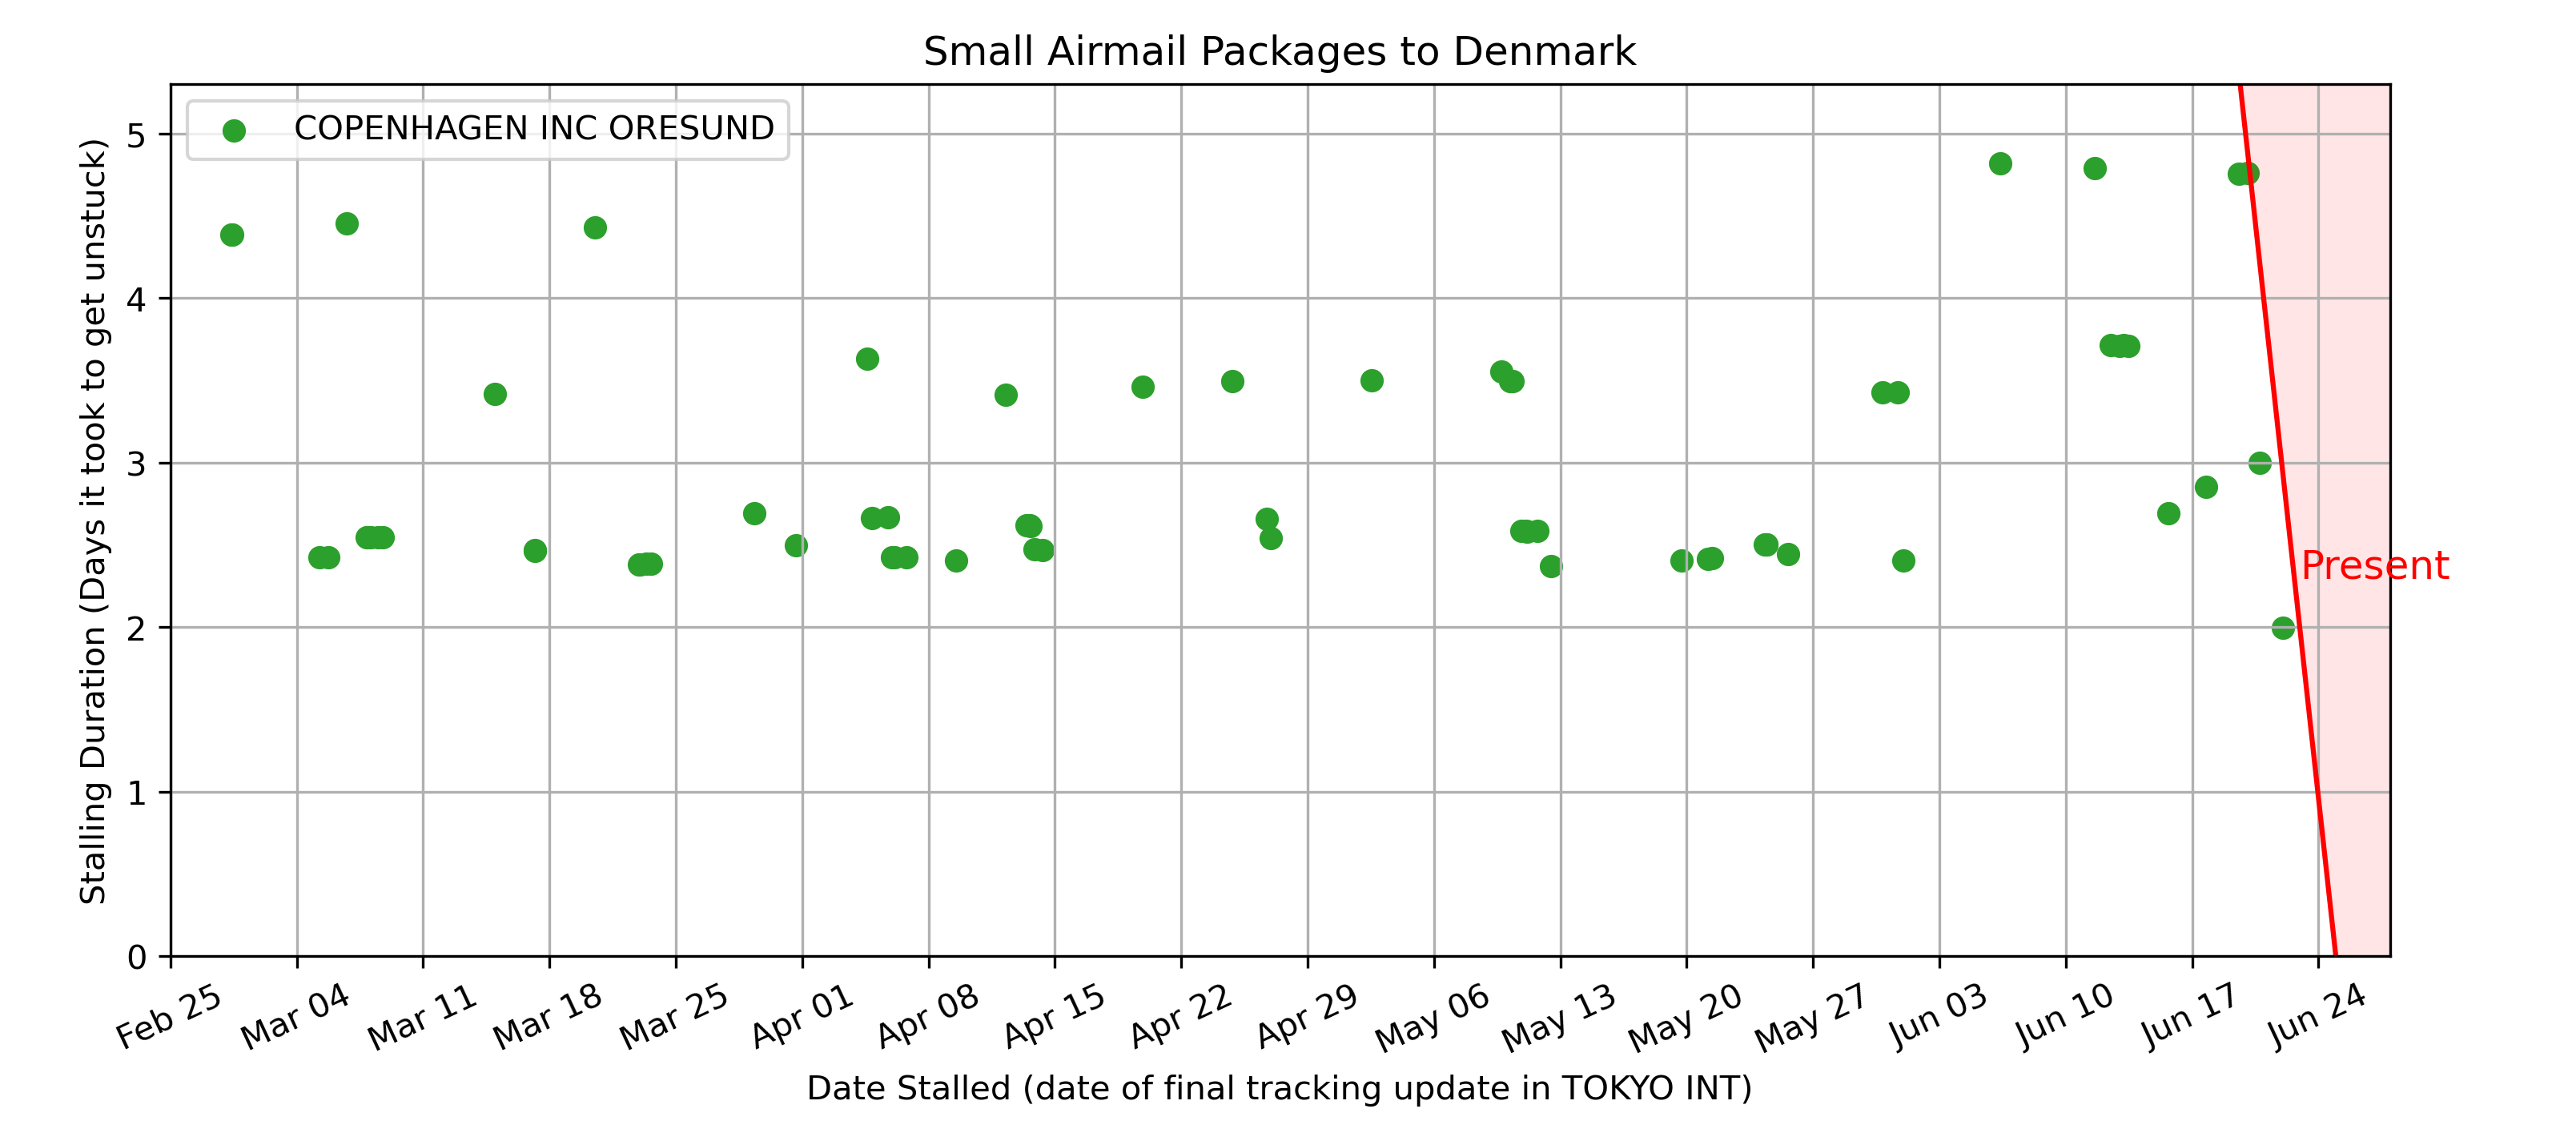 Small Airmail Packages to Denmark
COPENHAGEN INC ORESUND
Stalling Duration (Days it took to get unstuck)
5
4
3
2
1
0
Present
Feb 25
Mar 04
Mar 11
Mar 18
Mar 25
Apr 01
Apr 08
Apr 15
Apr 22
Apr 29
May 06
May 13
May 20
May 27
Jun 03
Jun 10
Jun 17
Jun 24
Date Stalled (date of final tracking update in TOKYO INT)